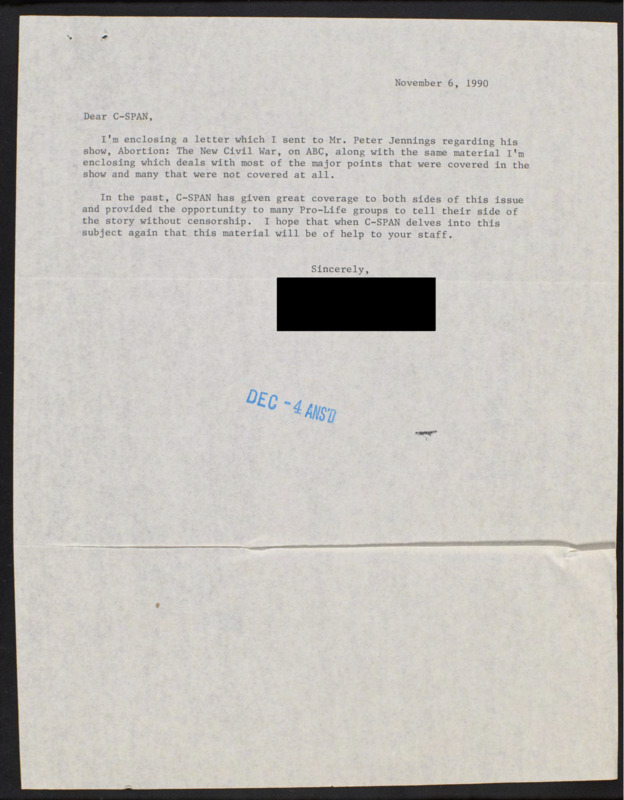 November 6, 1990
Dear C-SPAN,
I'm enclosing a letter which I sent to Mr. Peter Jennings regarding his
show, Abortion: The New Civil War, on ABC, along with the same material I'm
enclosing which deals with most of the major points that were covered in the
show and many that were not covered at all.
In the past, C-SPAN has given great coverage to both sides of this issue
and provided the opportunity to many Pro-Life groups to tell their side of
the story without censorship. I hope that when C-SPAN delves into this
subject again that this material will be of help to your staff.
Sincerely,
DEC -4 ANS'D